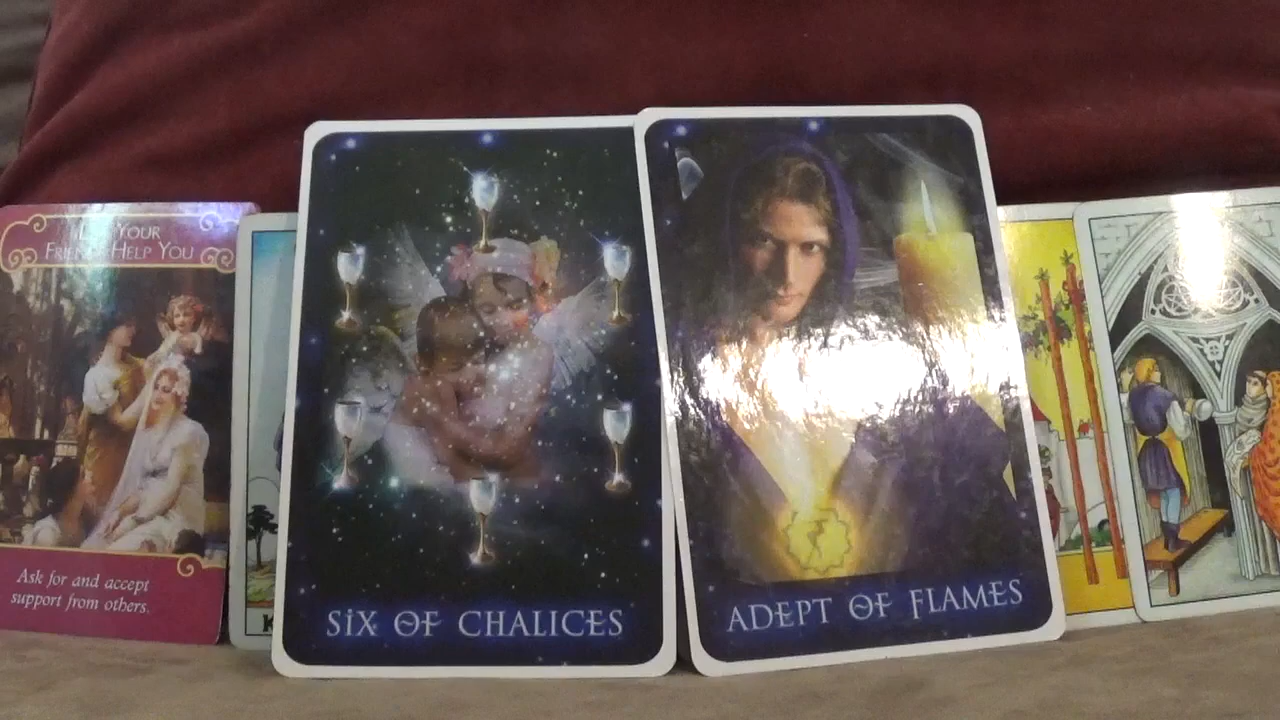 YOUR
FRIENDS HELP YOU
Ask for and accept
support from others.
K
SIX OF CHALICES
ADEPT OF FLAMES